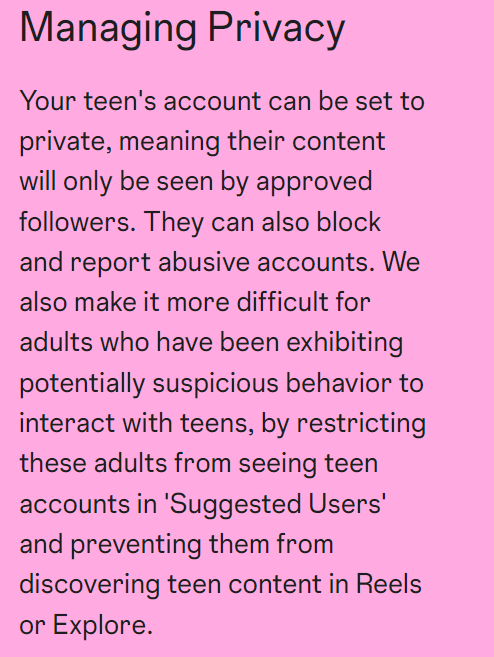 Managing Privacy
Your teen's account can be set to
private, meaning their content
will only be seen by approved
followers. They can also block
and report abusive accounts. We
also make it more difficult for
adults who have been exhibiting
potentially suspicious behavior to
interact with teens, by restricting
these adults from seeing teen
accounts in 'Suggested Users'
and preventing them from
discovering teen content in Reels
or Explore.